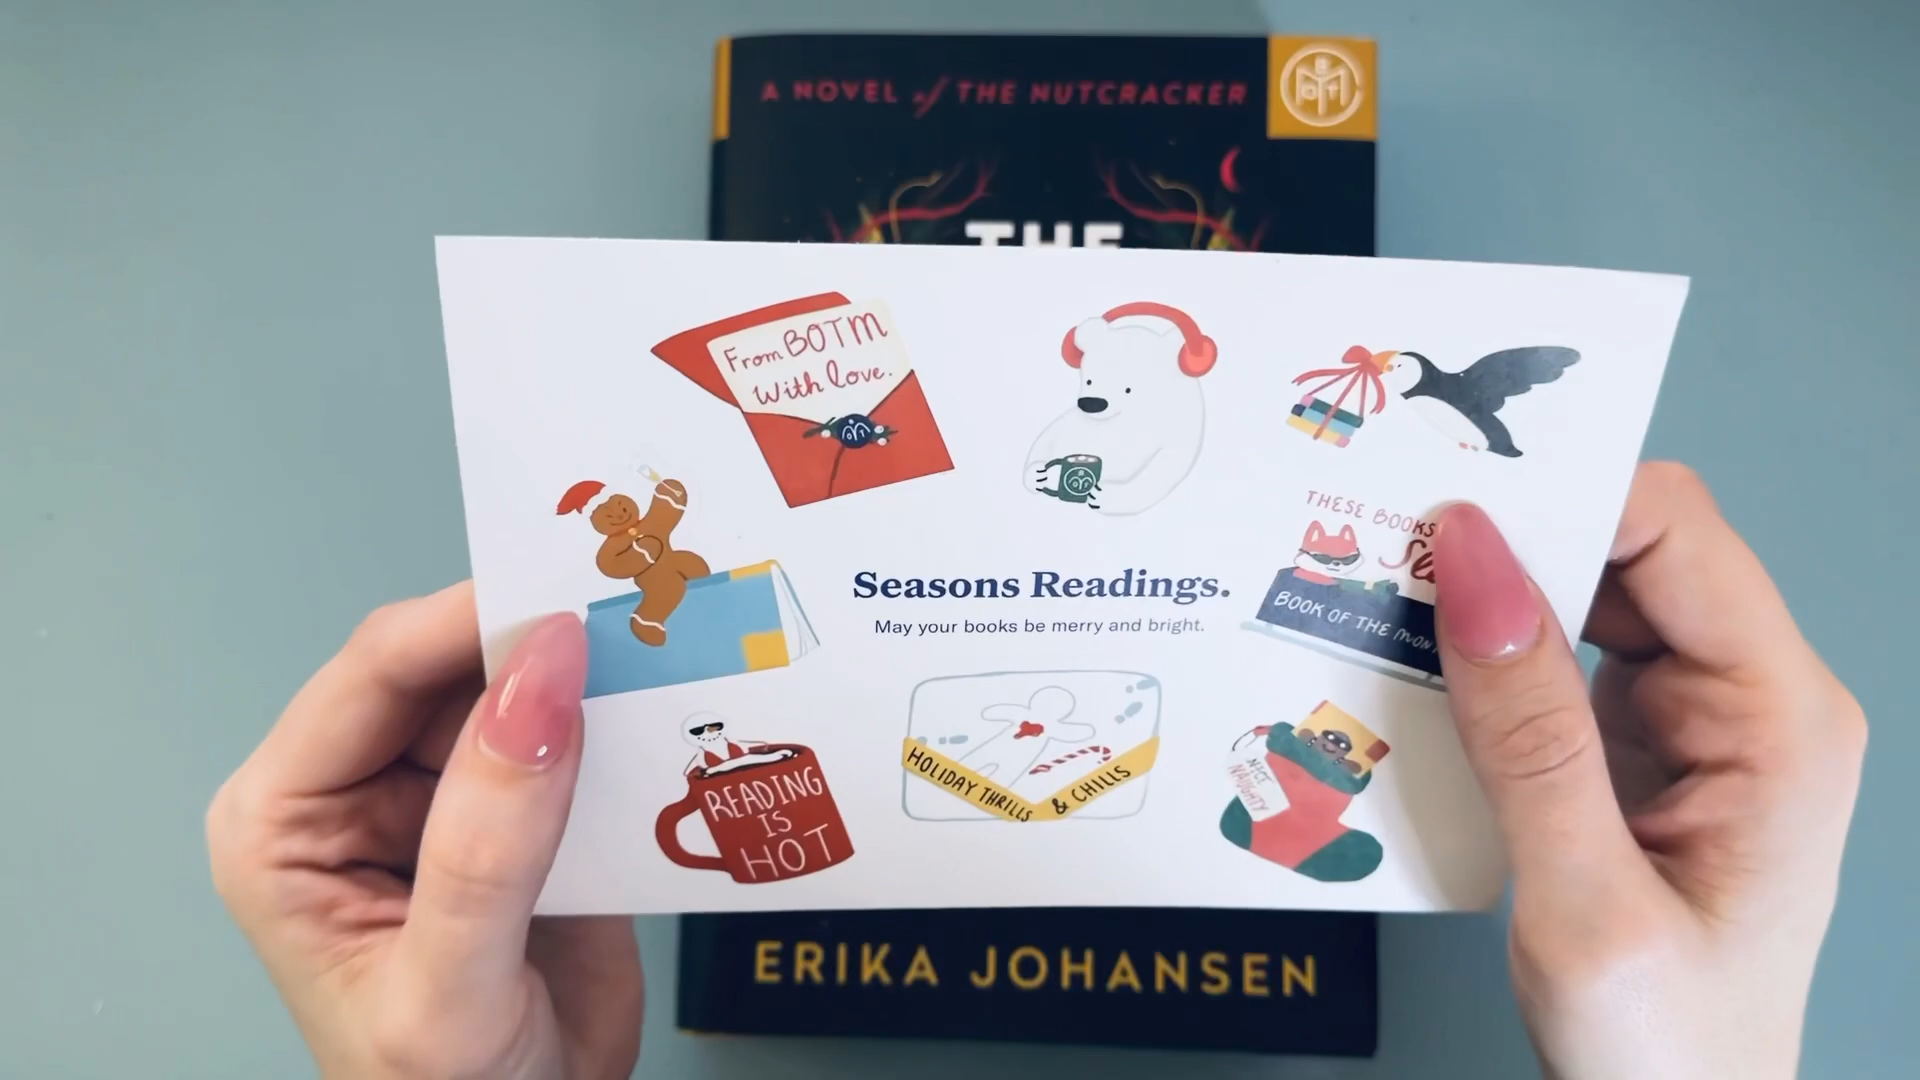 A NOVEL of THE NUTCRACKER
THE
From BOTM
With love.
THESE BOOKS
BOOK OF THE
Seasons Readings.
May your books be merry and bright.
READING
IS
HOT
HOLIDAY THRILLS & CHILLS
NICE
NAUGHTY
ERIKA JOHANSEN